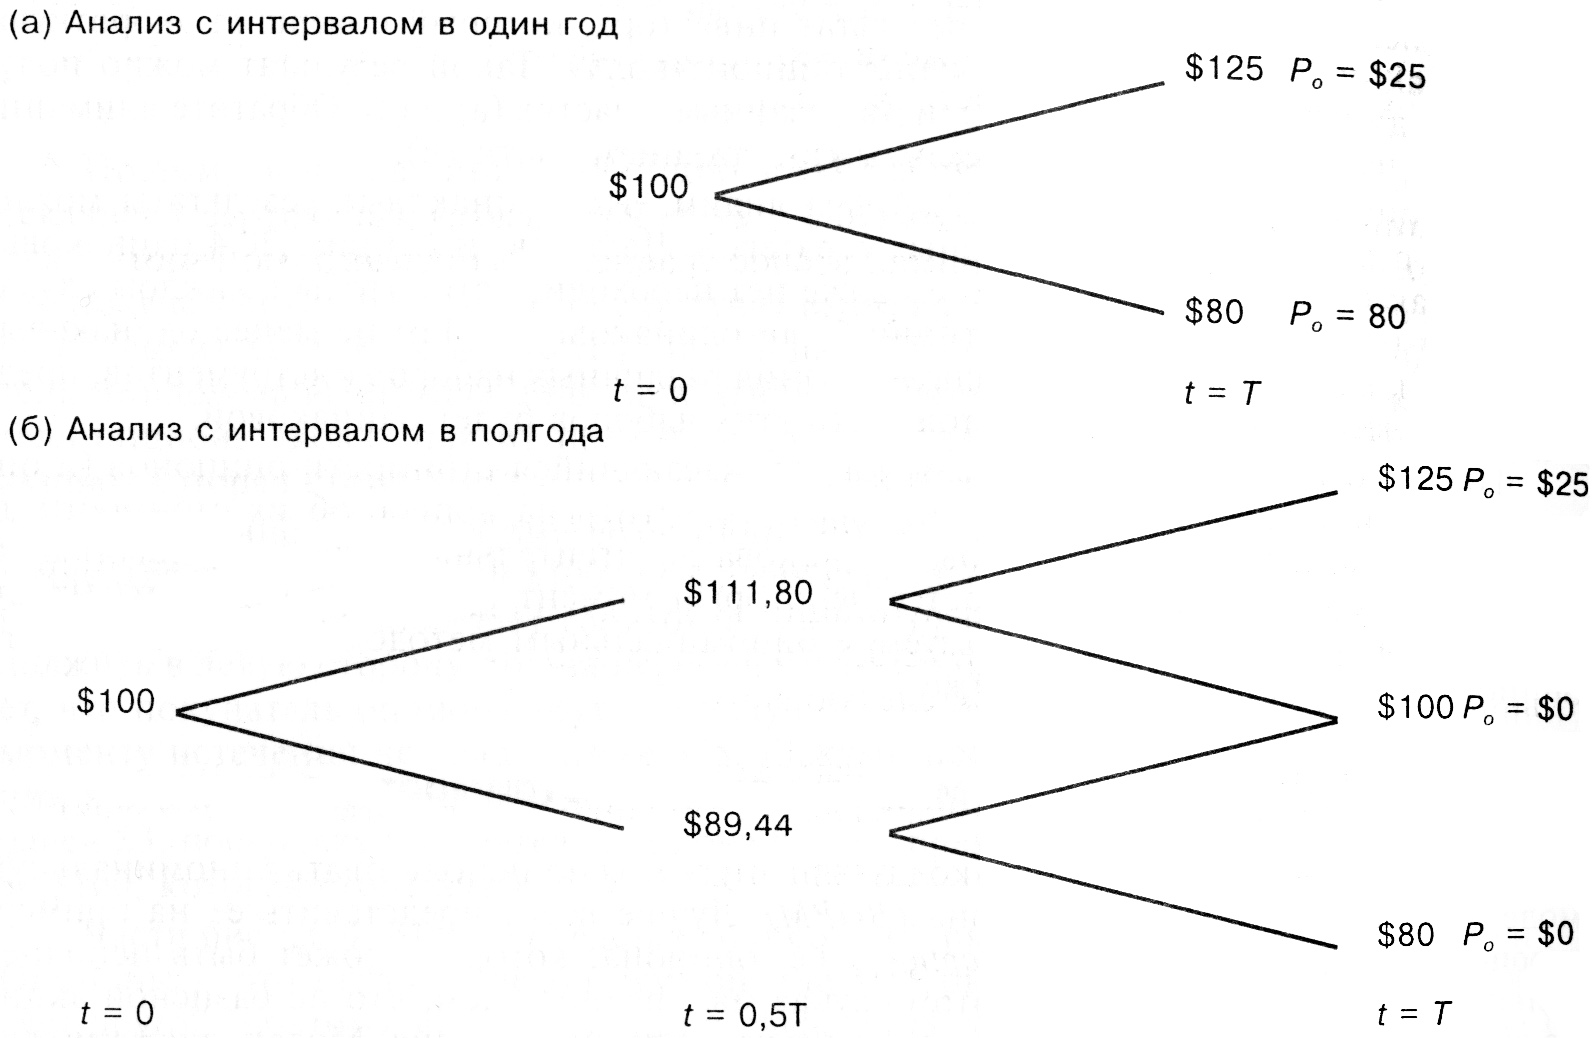 (а) Анализ с интервалом в один год
$125 Pₒ = $25
$100
$80 Pₒ = 80
t = 0 t = T
(б) Анализ с интервалом в полгода
$125 Pₒ = $25
$111,80
$100 $100 Pₒ = $0
$89,44
$80 Pₒ = $0
t = 0 t = 0,5T t = T